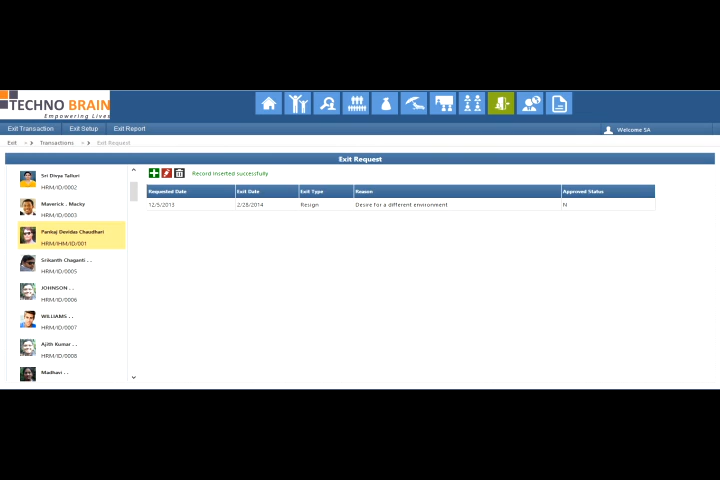 TECHNO BRAIN
Empowering Lives
Exit Transaction Exit Setup Export Report
Welcome SA
Exit -> Transactions -> Exit Request
Exit Request
Sri Divya Talluri
HRM/ID/0002
Record Inserted successfully
Requested Date Exit Date Exit Type Reason Approved Status
12/5/2013 2/28/2014 Resign Desire for a different environment N
Maverick . Macky
HRM/ID/0003
Pankaj Devidas Chaudhari
HRM/IHM/ID/001
Srikanth Chaganti . .
HRM/ID/0005
JOHNSON . .
HRM/ID/0006
WILLIAMS . .
HRM/ID/0007
Ajith Kumar . .
HRM/ID/0008
Madhavi . .